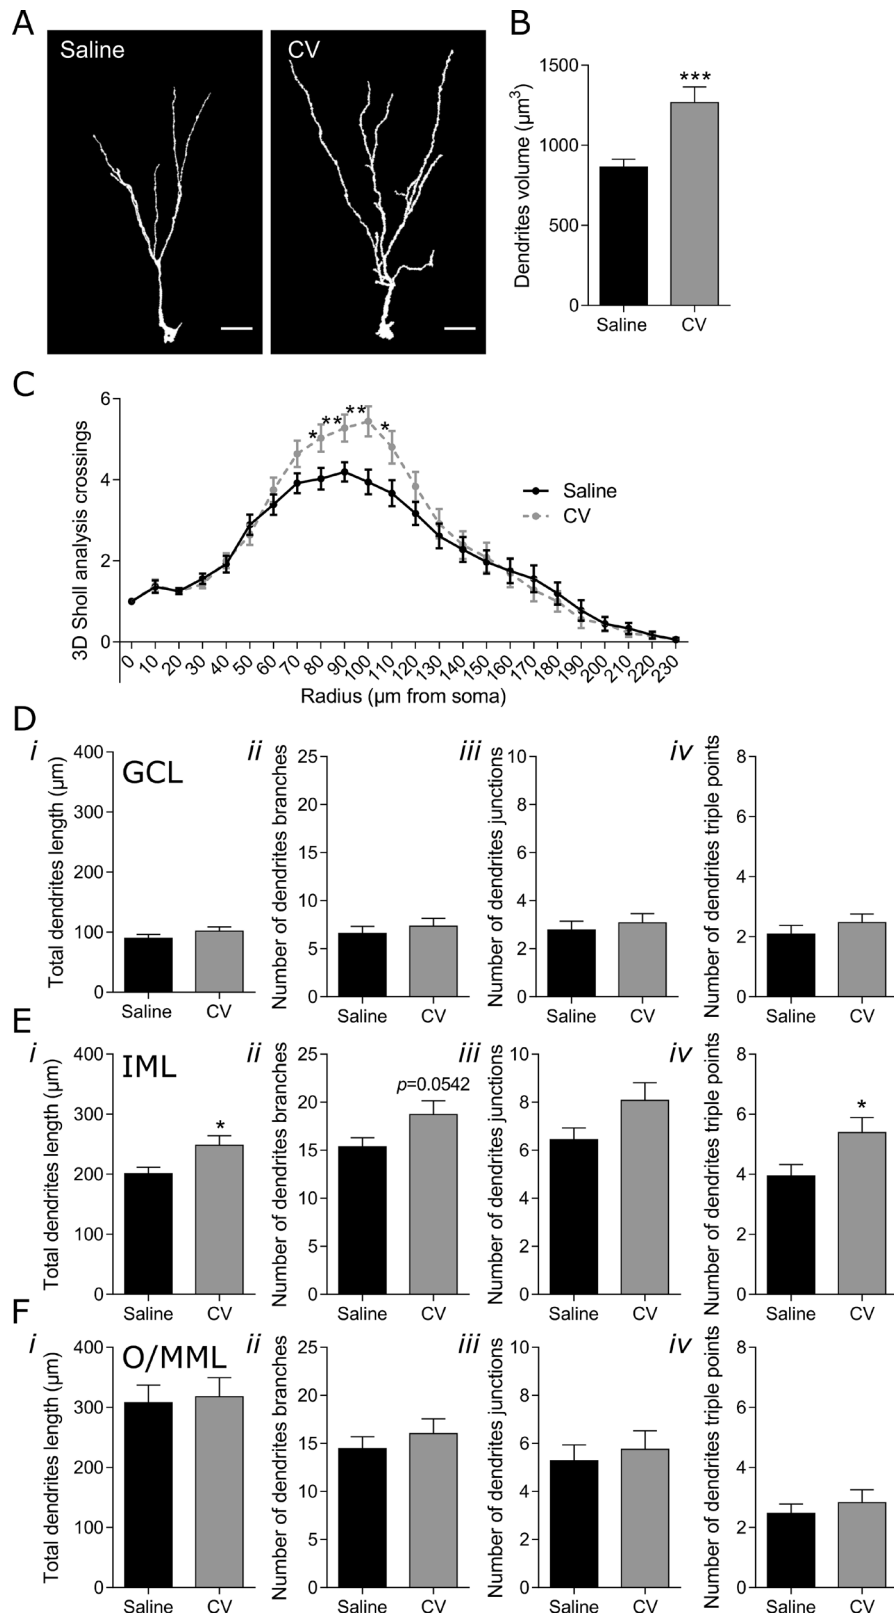 A
Saline
CV
B
Dendrites volume (µm³)
1500
1000
500
0
***
Saline
CV
C
3D Sholl analysis crossings
6
4
2
0
*
**
**
*
Saline
CV
0 10 20 30 40 50 60 70 80 90 100 110 120 130 140 150 160 170 180 190 200 210 220 230
Radius (µm from soma)
D
i
GCL
Total dendrites length (µm)
400
300
200
100
0
Saline
CV
ii
Number of dendrites branches
25
20
15
10
5
0
Saline
CV
iii
Number of dendrites junctions
10
8
6
4
2
0
Saline
CV
iv
Number of dendrites triple points
8
6
4
2
0
Saline
CV
E
i
IML
Total dendrites length (µm)
400
300
200
100
0
*
Saline
CV
ii
Number of dendrites branches
25
20
15
10
5
0
p=0.0542
Saline
CV
iii
Number of dendrites junctions
10
8
6
4
2
0
Saline
CV
iv
Number of dendrites triple points
8
6
4
2
0
*
Saline
CV
F
i
O/MML
Total dendrites length (µm)
400
300
200
100
0
Saline
CV
ii
Number of dendrites branches
25
20
15
10
5
0
Saline
CV
iii
Number of dendrites junctions
10
8
6
4
2
0
Saline
CV
iv
Number of dendrites triple points
8
6
4
2
0
Saline
CV